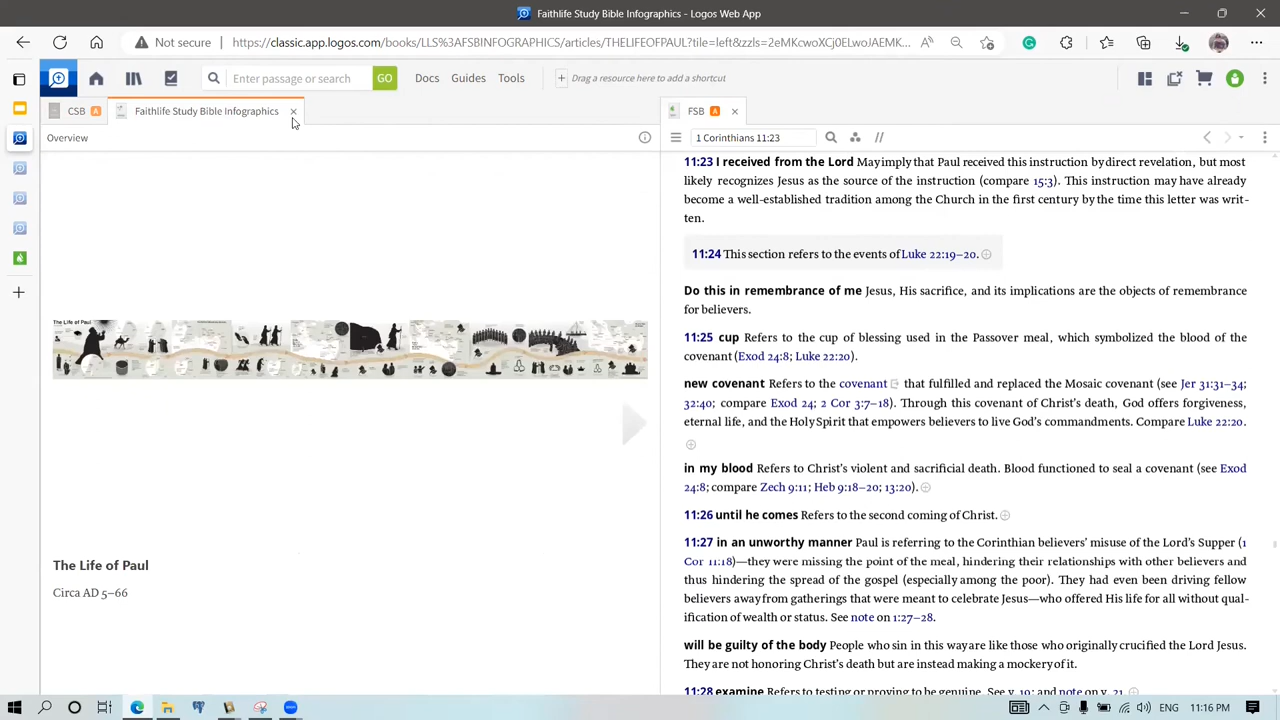 Faithlife Study Bible Infographics - Logos Web App
Not secure
https://classic.app.logos.com/books/LLS%3AFSBINFOGRAPHICS/articles/THELIFEOFPAUL?tile=left&zzls=2eMKcwoXCj0ELwoJAEMK...
Enter passage or search
GO
Docs
Guides
Tools
Drag a resource here to add a shortcut
CSB A
Faithlife Study Bible Infographics
Overview
The Life of Paul
The Life of Paul
Circa AD 5–66
FSB A
1 Corinthians 11:23
11:23 I received from the Lord May imply that Paul received this instruction by direct revelation, but most
likely recognizes Jesus as the source of the instruction (compare 15:3). This instruction may have already
become a well-established tradition among the Church in the first century by the time this letter was writ-
ten.
11:24 This section refers to the events of Luke 22:19–20.
Do this in remembrance of me Jesus, His sacrifice, and its implications are the objects of remembrance
for believers.
11:25 cup Refers to the cup of blessing used in the Passover meal, which symbolized the blood of the
covenant (Exod 24:8; Luke 22:20).
new covenant Refers to the covenant that fulfilled and replaced the Mosaic covenant (see Jer 31:31–34;
32:40; compare Exod 24; 2 Cor 3:7–18). Through this covenant of Christ's death, God offers forgiveness,
eternal life, and the Holy Spirit that empowers believers to live God's commandments. Compare Luke 22:20.
in my blood Refers to Christ's violent and sacrificial death. Blood functioned to seal a covenant (see Exod
24:8; compare Zech 9:11; Heb 9:18–20; 13:20).
11:26 until he comes Refers to the second coming of Christ.
11:27 in an unworthy manner Paul is referring to the Corinthian believers' misuse of the Lord's Supper (1
Cor 11:18)—they were missing the point of the meal, hindering their relationships with other believers and
thus hindering the spread of the gospel (especially among the poor). They had even been driving fellow
believers away from gatherings that were meant to celebrate Jesus—who offered His life for all without qual-
ification of wealth or status. See note on 1:27–28.
will be guilty of the body People who sin in this way are like those who originally crucified the Lord Jesus.
They are not honoring Christ's death but are instead making a mockery of it.
11:28 examine Refers to testing or proving to be genuine. See v. 19; and note on v. 21
ENG
11:16 PM